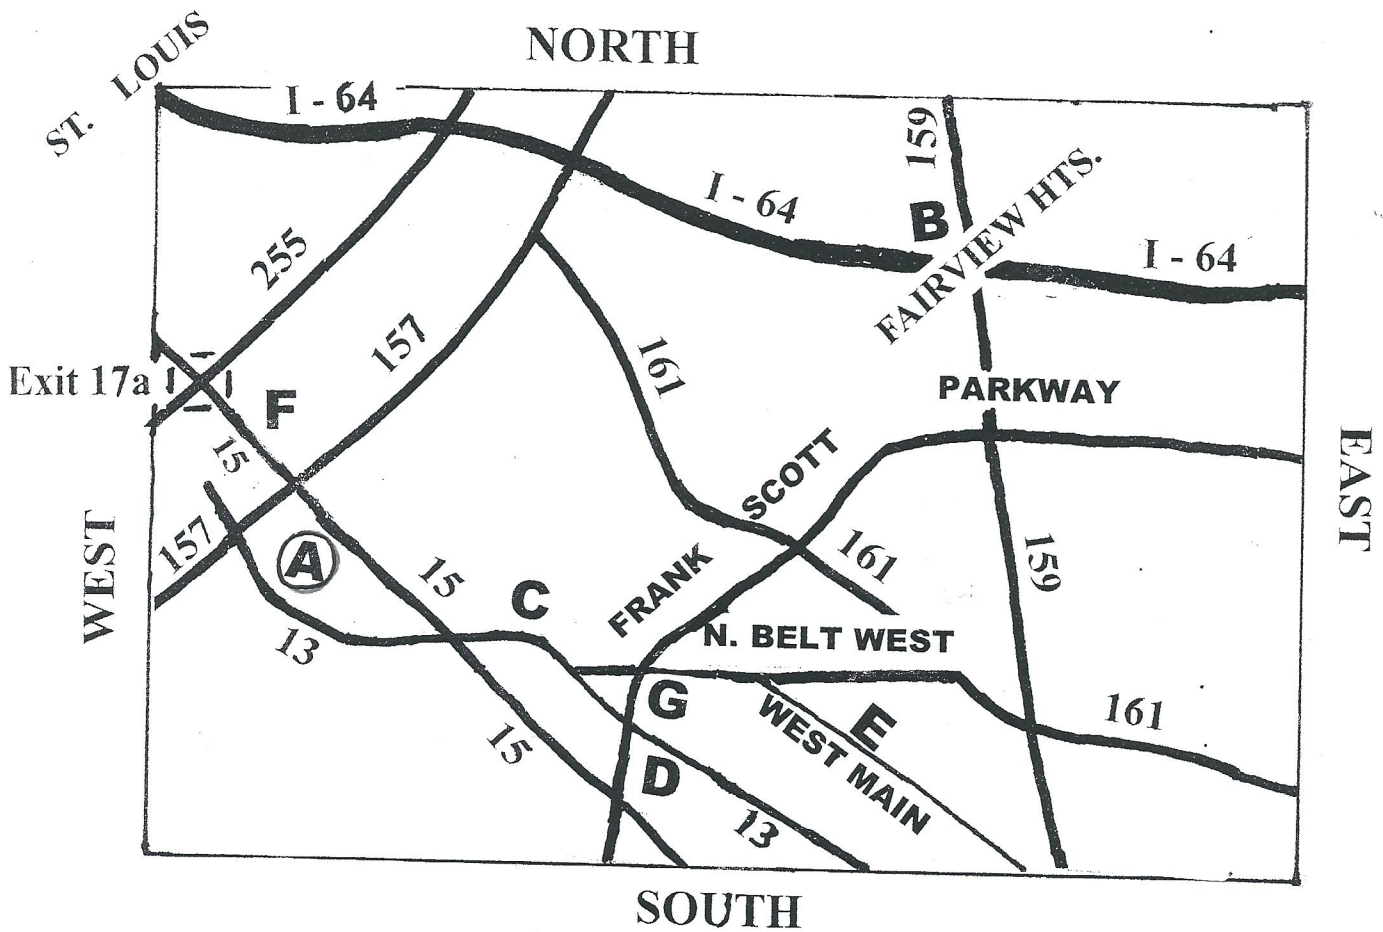 NORTH
ST. LOUIS
I - 64
159
I - 64
B
FAIRVIEW HTS.
I - 64
255
157
161
Exit 17a
F
PARKWAY
15
SCOTT
EAST
WEST
157
A
15
C
FRANK
161
159
13
N. BELT WEST
G
E
WEST MAIN
161
15
D
13
SOUTH